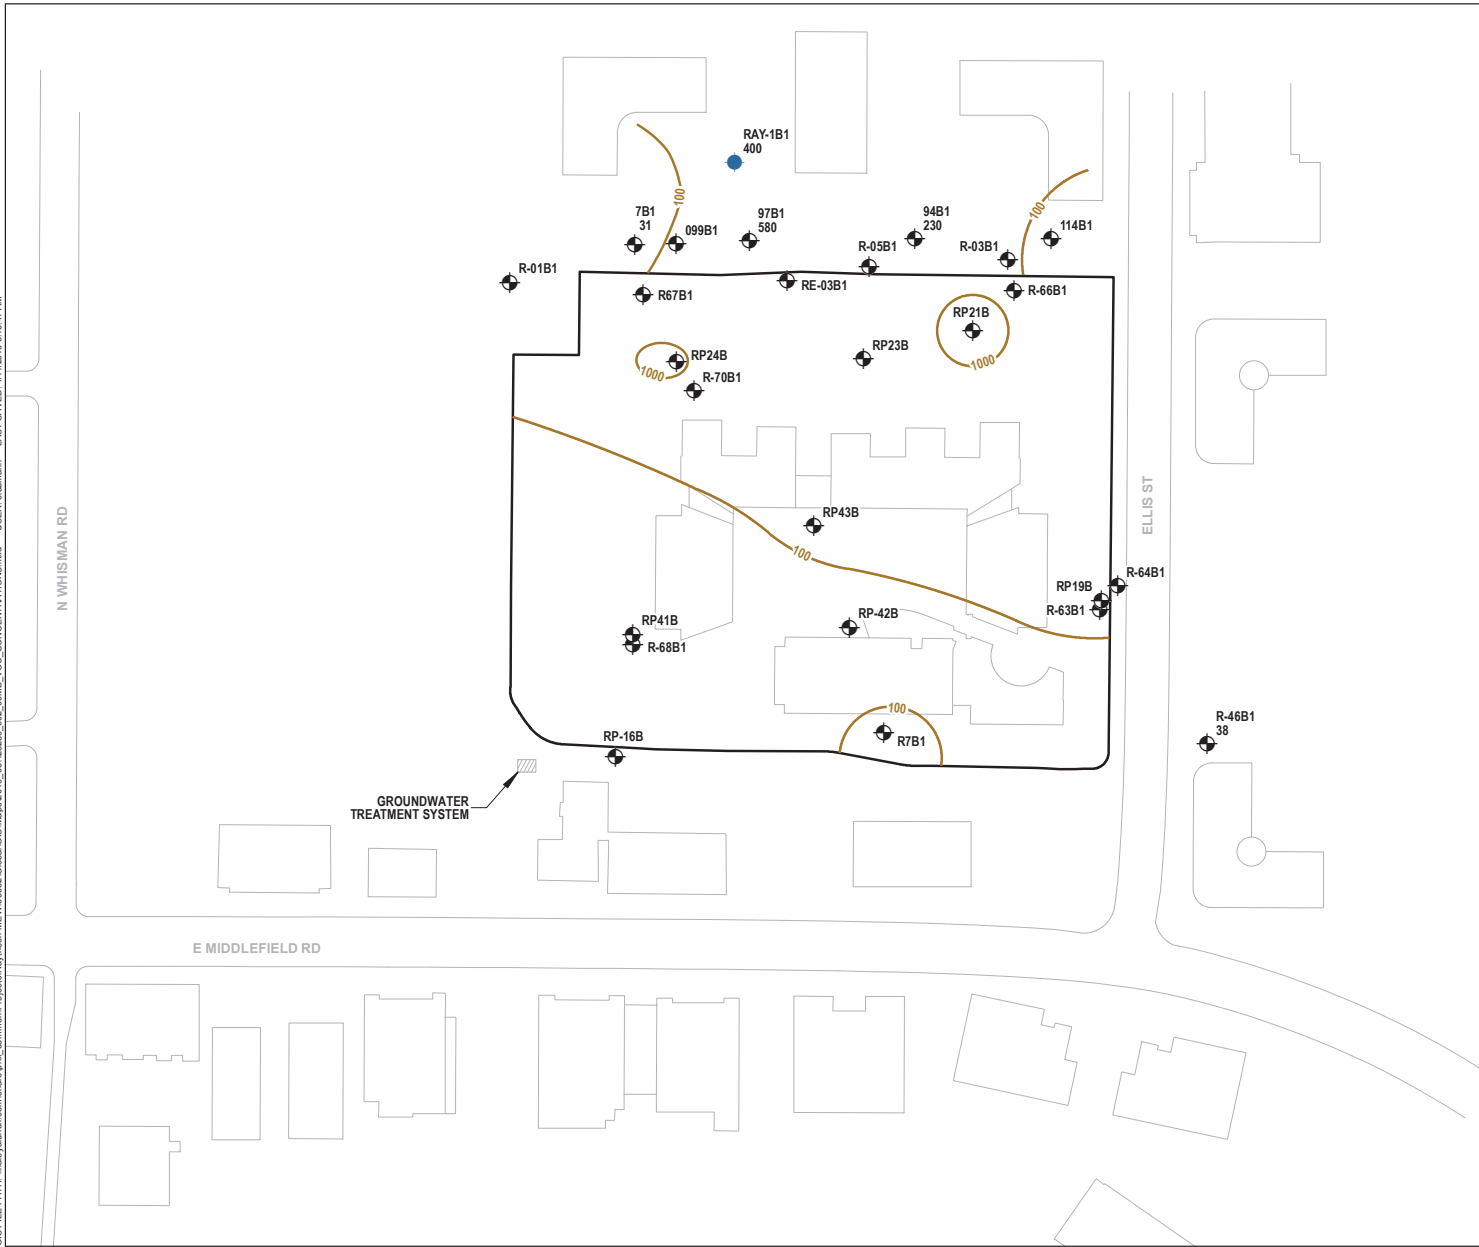 RAY-1B1
400
7B1
31
099B1
97B1
580
94B1
230
R-05B1
R-03B1
114B1
100
100
R-01B1
R67B1
RE-03B1
R-66B1
RP21B
1000
RP24B
1000
R-70B1
RP23B
N WHISMAN RD
ELLIS ST
RP43B
100
RP19B
R-64B1
R-63B1
RP41B
R-68B1
RP-42B
100
R7B1
RP-16B
R-46B1
38
GROUNDWATER
TREATMENT SYSTEM
E MIDDLEFIELD RD